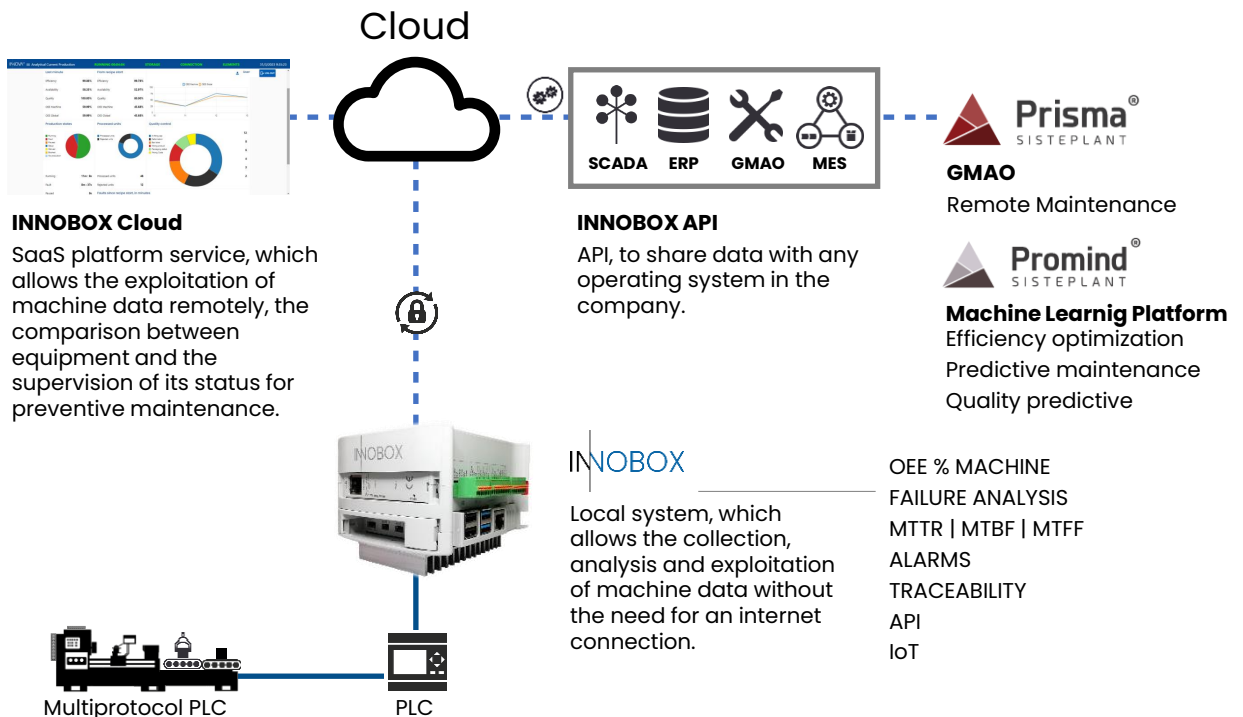 Cloud
INNOBOX Cloud
SaaS platform service, which
allows the exploitation of
machine data remotely, the
comparison between
equipment and the
supervision of its status for
preventive maintenance.
SCADA ERP GMAO MES
INNOBOX API
API, to share data with any
operating system in the
company.
Prisma®
SISTEPLANT
GMAO
Remote Maintenance
Promind®
SISTEPLANT
Machine Learnig Platform
Efficiency optimization
Predictive maintenance
Quality predictive
INNOBOX
INNOBOX
Local system, which
allows the collection,
analysis and exploitation
of machine data without
the need for an internet
connection.
OEE % MACHINE
FAILURE ANALYSIS
MTTR | MTBF | MTFF
ALARMS
TRACEABILITY
API
IoT
Multiprotocol PLC
PLC